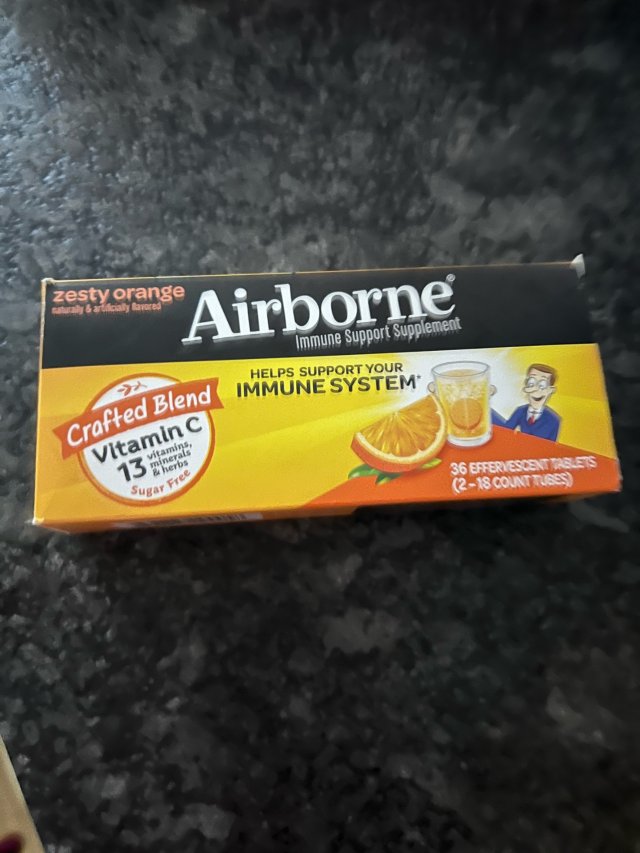 zesty orange
naturally & artificially flavored
Airborne®
Immune Support Supplement
HELPS SUPPORT YOUR
IMMUNE SYSTEM*
Crafted Blend
Vitamin C
13 vitamins,
minerals
& herbs
Sugar Free
36 EFFERVESCENT TABLETS
(2 - 18 COUNT TUBES)